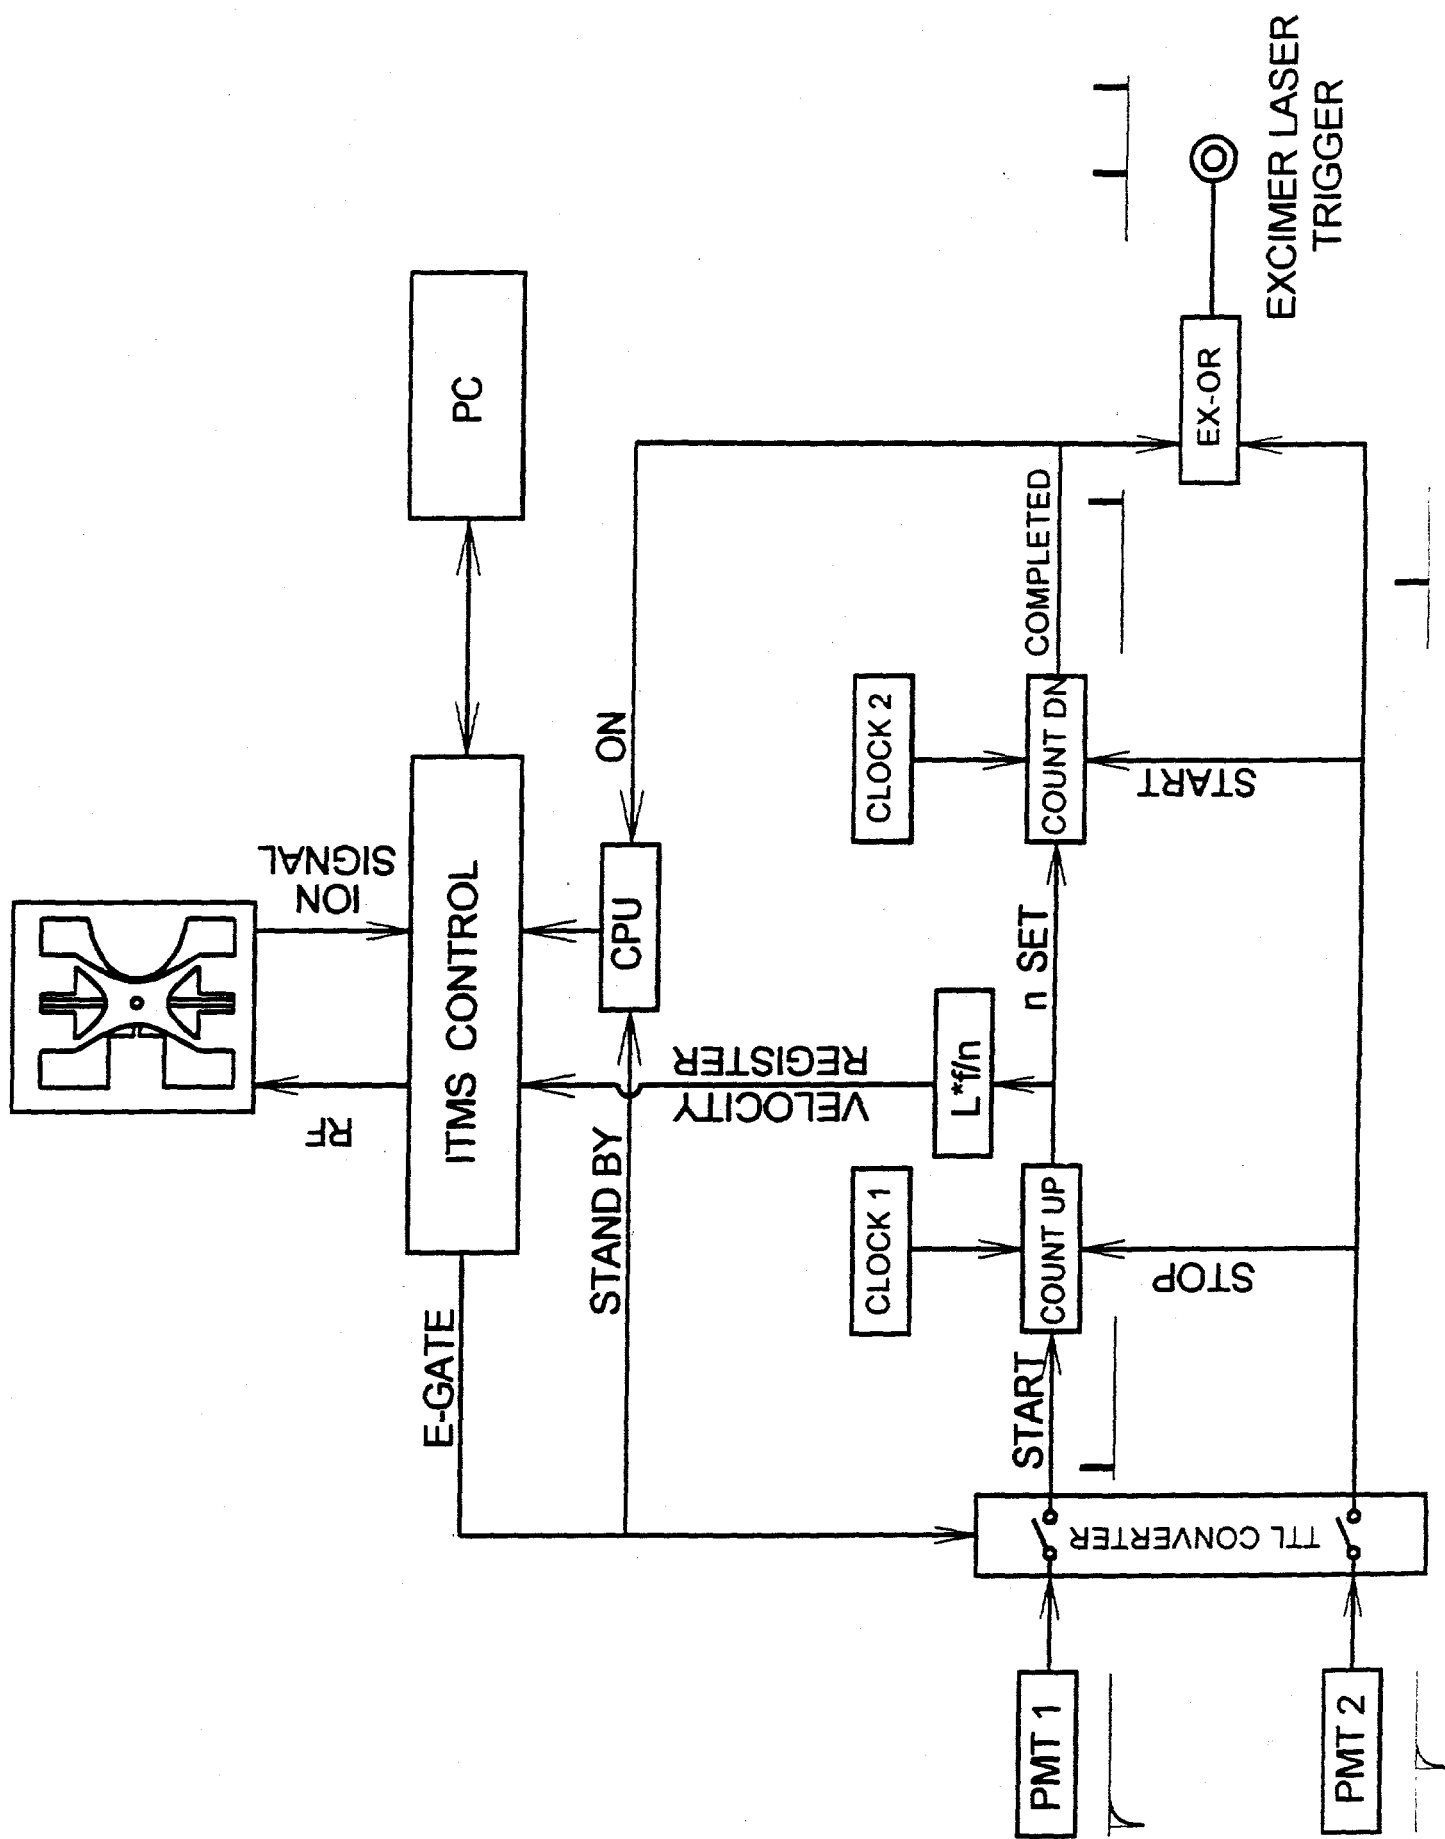 ION
SIGNAL
RF
ITMS CONTROL
PC
E-GATE
STAND BY
CPU
ON
VELOCITY
REGISTER
L*f/n
CLOCK 1
CLOCK 2
START
COUNT UP
n SET
COUNT DN
COMPLETED
STOP
START
TTL CONVERTER
PMT 1
PMT 2
EX-OR
EXCIMER LASER
TRIGGER